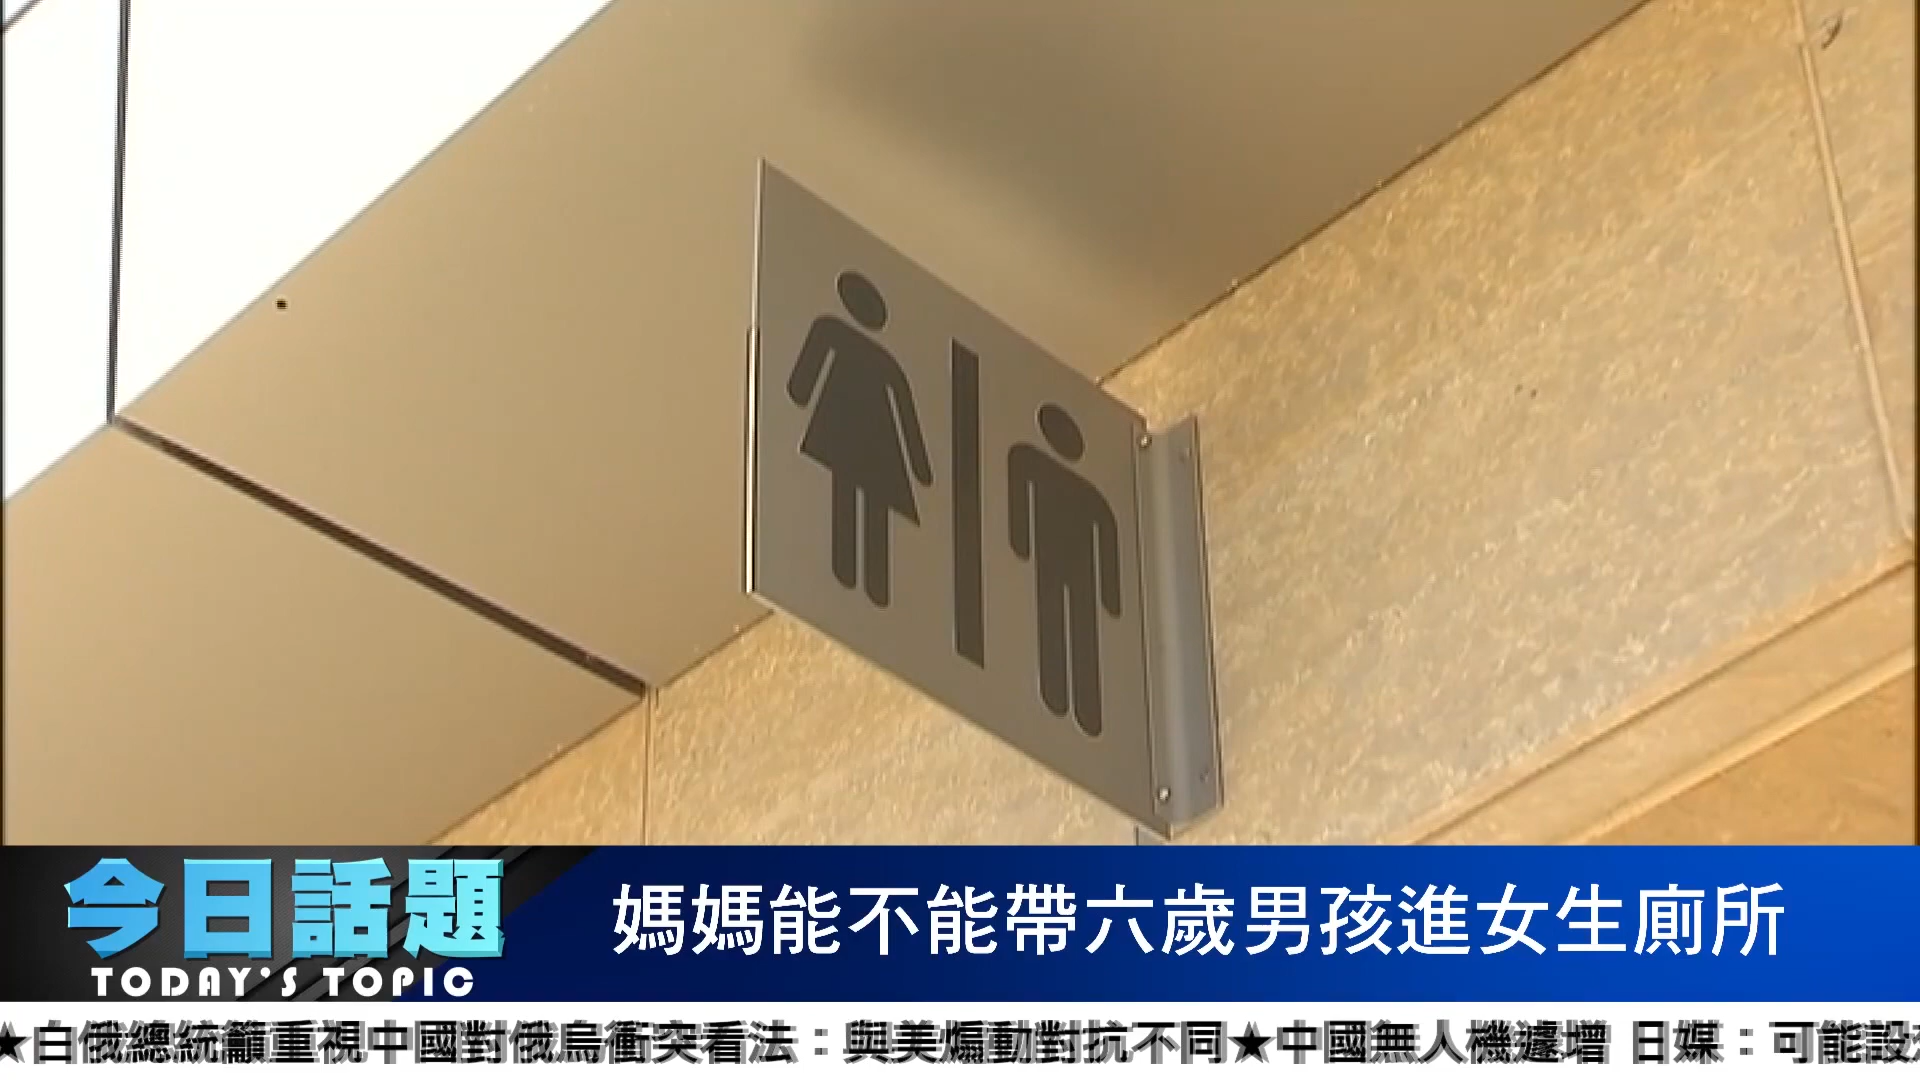 今日話題
TODAY'S TOPIC
媽媽能不能帶六歲男孩進女生廁所
★白俄總統籲重視中國對俄烏衝突看法：與美煽動對抗不同★中國無人機遽增 日媒：可能設